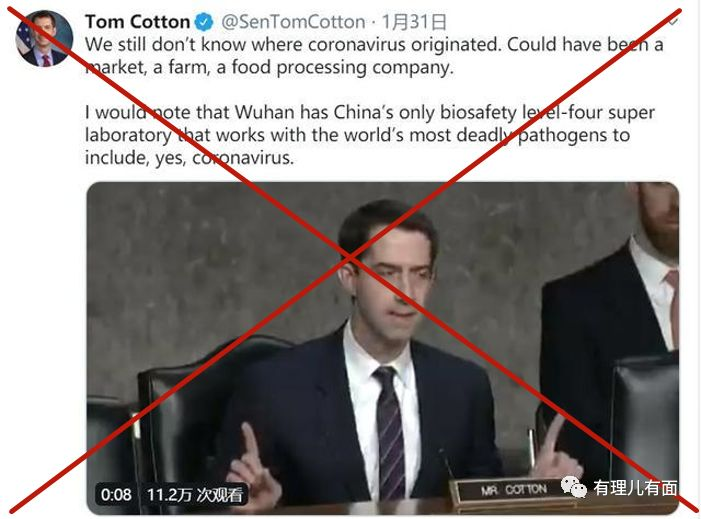 Tom Cotton @SenTomCotton · 1月31日
We still don't know where coronavirus originated. Could have been a
market, a farm, a food processing company.
I would note that Wuhan has China's only biosafety level-four super
laboratory that works with the world's most deadly pathogens to
include, yes, coronavirus.
0:08 11.2万 次观看
MR. COTTON
有理儿有面